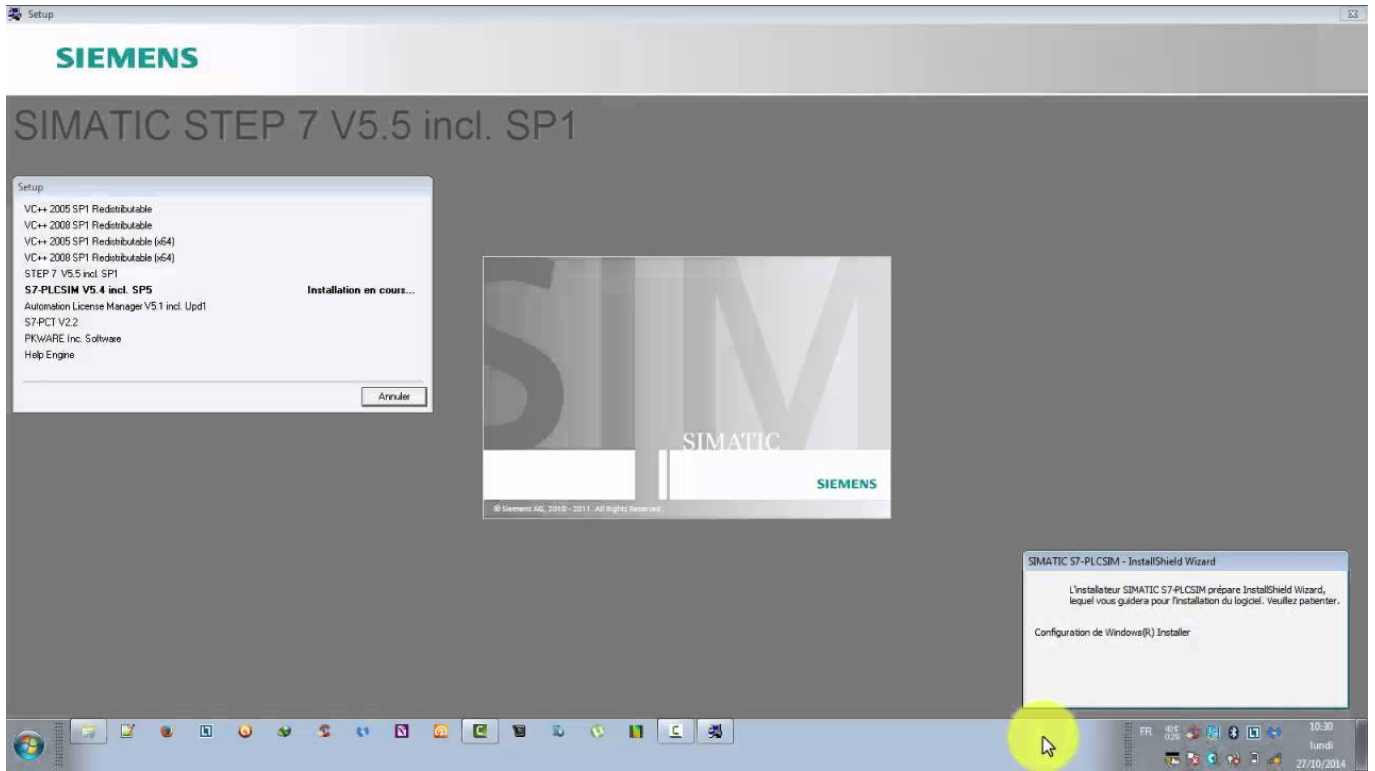 Setup
SIEMENS
SIMATIC STEP 7 V5.5 incl. SP1
Setup
VC++ 2005 SP1 Redistributable
VC++ 2008 SP1 Redistributable
VC++ 2005 SP1 Redistributable (x64)
VC++ 2008 SP1 Redistributable (x64)
STEP 7 V5.5 incl. SP1
S7-PLCSIM V5.4 incl. SP5 Installation en cours...
Automation License Manager V5.1 incl. Upd1
S7-PCT V2.2
PKWARE Inc. Software
Help Engine
Annuler
SIM
SIMATIC
SIEMENS
© Siemens AG, 2010 - 2011. All Rights Reserved.
SIMATIC S7-PLCSIM - InstallShield Wizard
L'installateur SIMATIC S7-PLCSIM prépare InstallShield Wizard,
lequel vous guidera pour l'installation du logiciel. Veuillez patienter.
Configuration de Windows(R) Installer
FR
10:30
lundi
27/10/2014